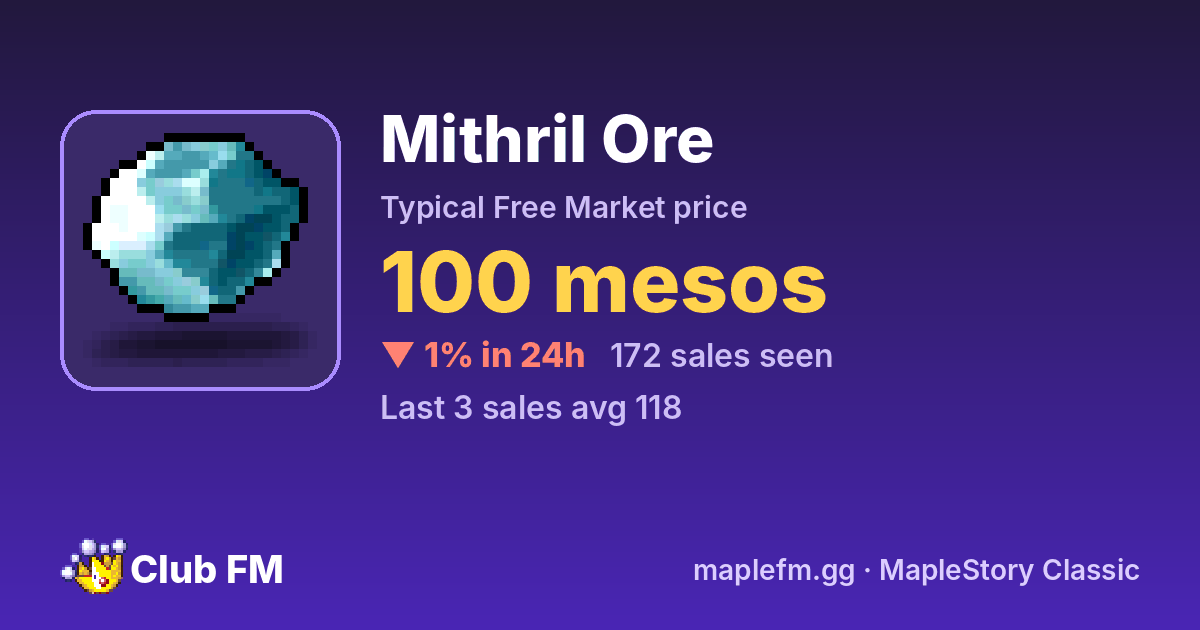 Mithril Ore
Typical Free Market price
100 mesos
▼ 1% in 24h 172 sales seen
Last 3 sales avg 118
Club FM
maplefm.gg · MapleStory Classic